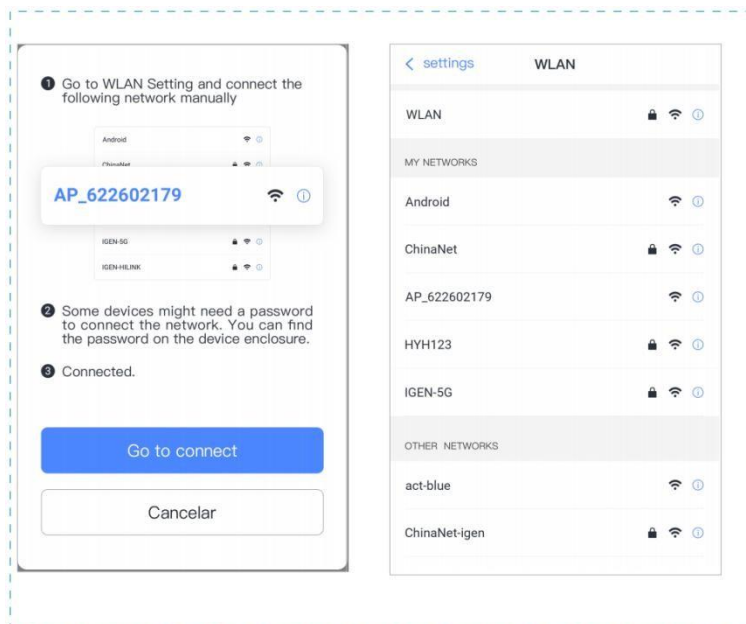 1 Go to WLAN Setting and connect the
following network manually
Android
ChinaNet
AP_622602179
IGEN-5G
IGEN-HILINK
2 Some devices might need a password
to connect the network. You can find
the password on the device enclosure.
3 Connected.
Go to connect
Cancelar
settings WLAN
WLAN
MY NETWORKS
Android
ChinaNet
AP_622602179
HYH123
IGEN-5G
OTHER NETWORKS
act-blue
ChinaNet-igen